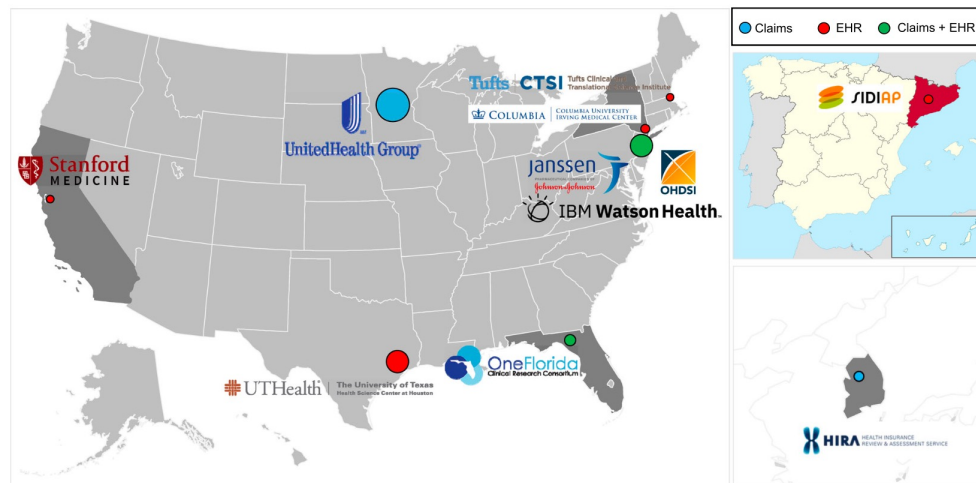 Claims EHR Claims + EHR
Tufts CTSI Tufts Clinical
Translational Institute
COLUMBIA COLUMBIA UNIVERSITY
IRVING MEDICAL CENTER
UnitedHealth Group
Stanford
MEDICINE
janssen
Johnson & Johnson
OHDSI
IBM Watson Health
OneFlorida
Clinical Research Consortium
UTHealth The University of Texas
Health Science Center at Houston
SIDIAP
HIRA HEALTH INSURANCE
REVIEW & ASSESSMENT SERVICE